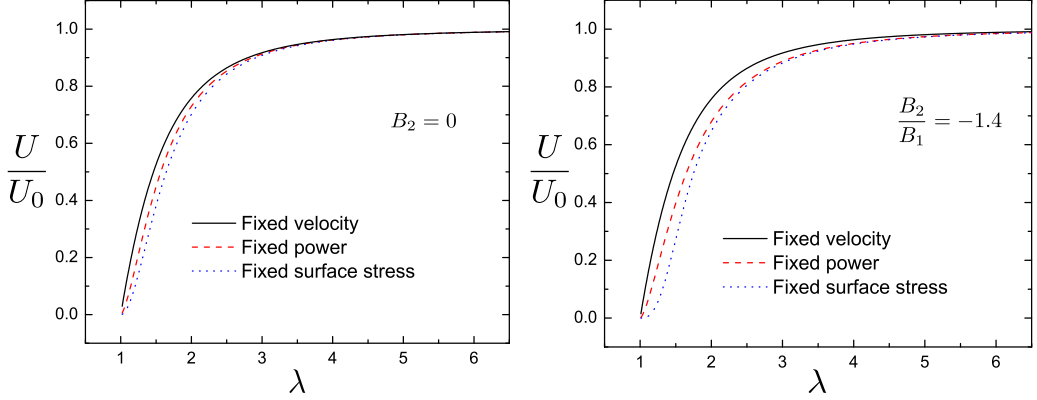 1.0
0.8
0.6
0.4
0.2
0.0
U
U₀
B₂ = 0
Fixed velocity
Fixed power
Fixed surface stress
1 2 3 4 5 6
λ
1.0
0.8
0.6
0.4
0.2
0.0
U
U₀
B₂
B₁
= −1.4
Fixed velocity
Fixed power
Fixed surface stress
1 2 3 4 5 6
λ